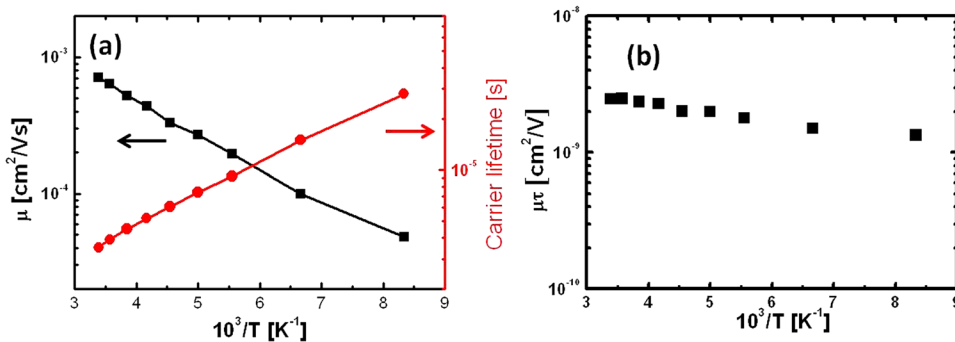 (a)
10⁻³
10⁻⁴
μ [cm²/Vs]
3 4 5 6 7 8 9
10³/T [K⁻¹]
10⁻⁵
Carrier lifetime [s]
(b)
10⁻⁸
10⁻⁹
10⁻¹⁰
μτ [cm²/V]
3 4 5 6 7 8 9
10³/T [K⁻¹]